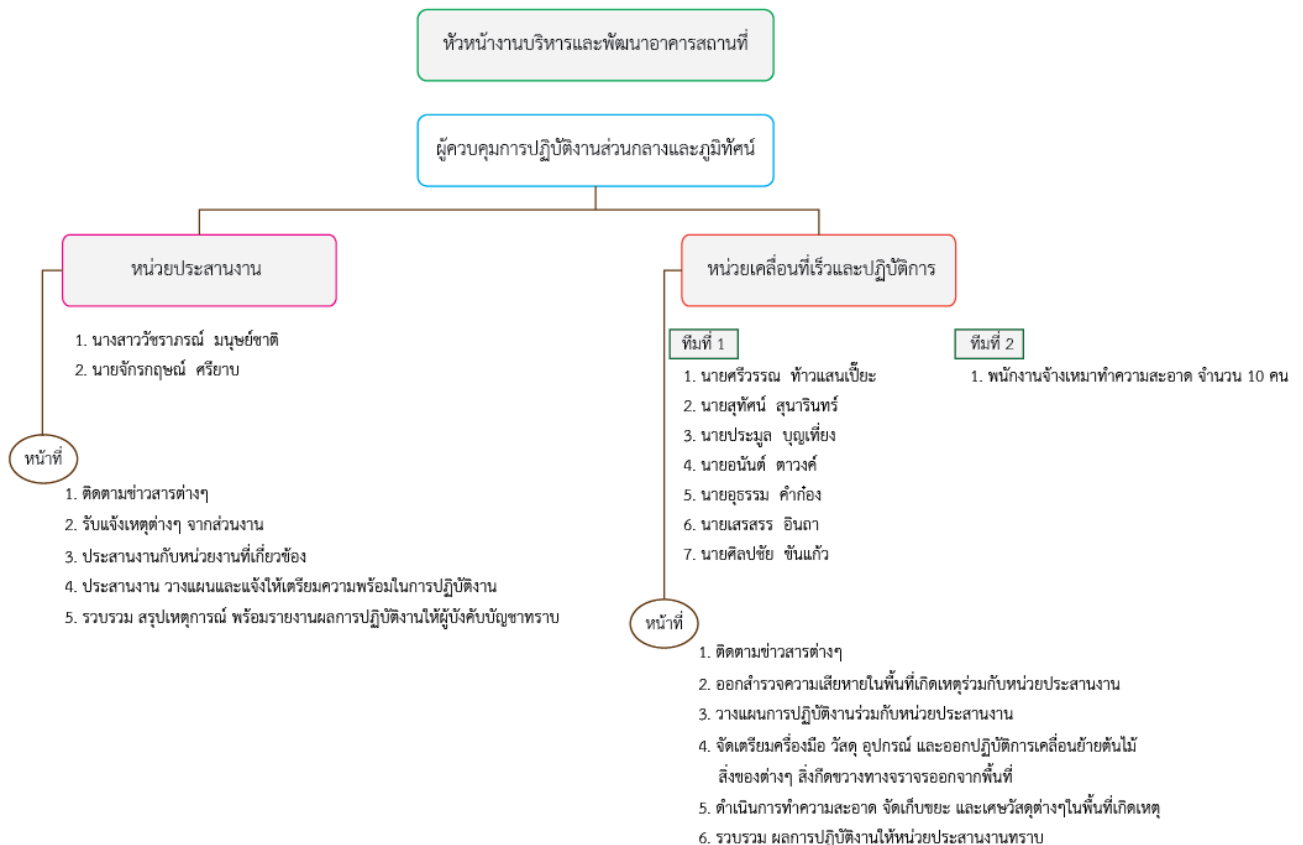 หัวหน้างานบริหารและพัฒนาอาคารสถานที่
ผู้ควบคุมการปฏิบัติงานส่วนกลางและภูมิทัศน์
หน่วยประสานงาน
1. นางสาววัชราภรณ์ มนุษย์ชาติ
2. นายจักรกฤษณ์ ศรียาบ
หน้าที่
1. ติดตามข่าวสารต่างๆ
2. รับแจ้งเหตุต่างๆ จากส่วนงาน
3. ประสานงานกับหน่วยงานที่เกี่ยวข้อง
4. ประสานงาน วางแผนและแจ้งให้เตรียมความพร้อมในการปฏิบัติงาน
5. รวบรวม สรุปเหตุการณ์ พร้อมรายงานผลการปฏิบัติงานให้ผู้บังคับบัญชาทราบ
หน่วยเคลื่อนที่เร็วและปฏิบัติการ
ทีมที่ 1
1. นายศรีวรรณ ท้าวแสนเปี๊ยะ
2. นายสุทัศน์ สุนารินทร์
3. นายประมูล บุญเที่ยง
4. นายอนันต์ ตาวงค์
5. นายอุธรรม คำก๋อง
6. นายเสรสรร อินถา
7. นายศิลปชัย ขันแก้ว
ทีมที่ 2
1. พนักงานจ้างเหมาทำความสะอาด จำนวน 10 คน
หน้าที่
1. ติดตามข่าวสารต่างๆ
2. ออกสำรวจความเสียหายในพื้นที่เกิดเหตุร่วมกับหน่วยประสานงาน
3. วางแผนการปฏิบัติงานร่วมกับหน่วยประสานงาน
4. จัดเตรียมครื่องมือ วัสดุ อุปกรณ์ และออกปฏิบัติการเคลื่อนย้ายต้นไม้
สิ่งของต่างๆ สิ่งกีดขวางทางจราจรออกจากพื้นที่
5. ดำเนินการทำความสะอาด จัดเก็บขยะ และเศษวัสดุต่างๆในพื้นที่เกิดเหตุ
6. รวบรวม ผลการปฏิบัติงานให้หน่วยประสานงานทราบ